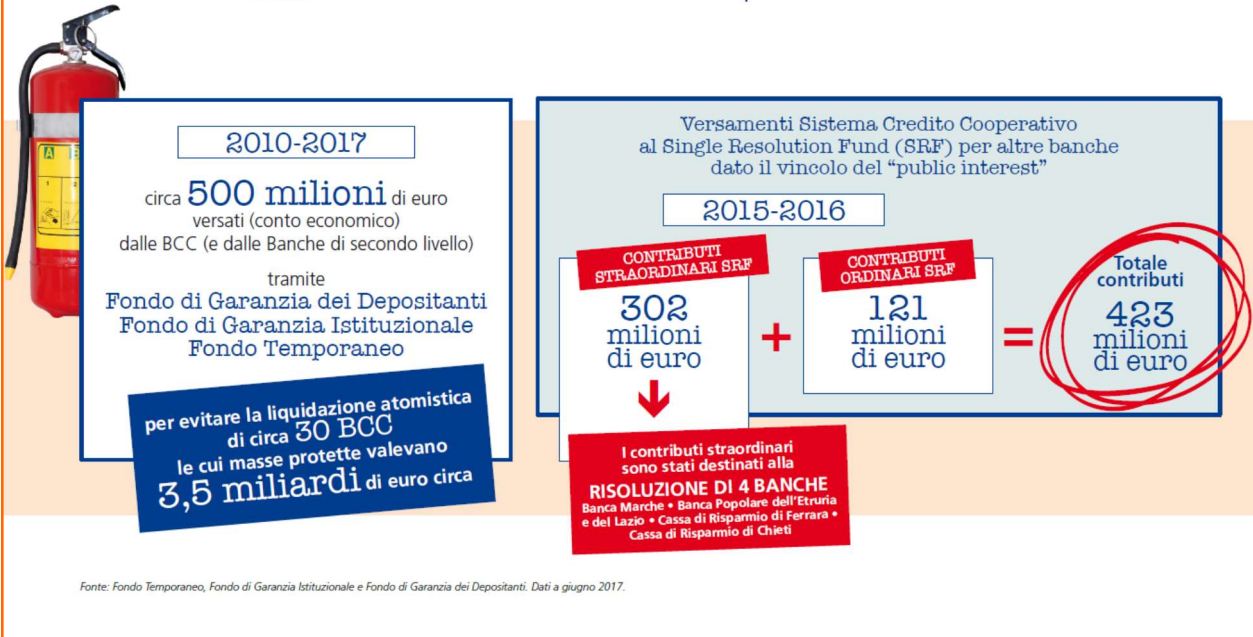 2010-2017
circa 500 milioni di euro
versati (conto economico)
dalle BCC (e dalle Banche di secondo livello)
tramite
Fondo di Garanzia dei Depositanti
Fondo di Garanzia Istituzionale
Fondo Temporaneo
per evitare la liquidazione atomistica
di circa 30 BCC
le cui masse protette valevano
3,5 miliardi di euro circa
Versamenti Sistema Credito Cooperativo
al Single Resolution Fund (SRF) per altre banche
dato il vincolo del “public interest”
2015-2016
CONTRIBUTI
STRAORDINARI SRF
302
milioni
di euro
+
CONTRIBUTI
ORDINARI SRF
121
milioni
di euro
=
Totale
contributi
423
milioni
di euro
I contributi straordinari
sono stati destinati alla
RISOLUZIONE DI 4 BANCHE
Banca Marche • Banca Popolare dell'Etruria
e del Lazio • Cassa di Risparmio di Ferrara •
Cassa di Risparmio di Chieti
Fonte: Fondo Temporaneo, Fondo di Garanzia Istituzionale e Fondo di Garanzia dei Depositanti. Dati a giugno 2017.